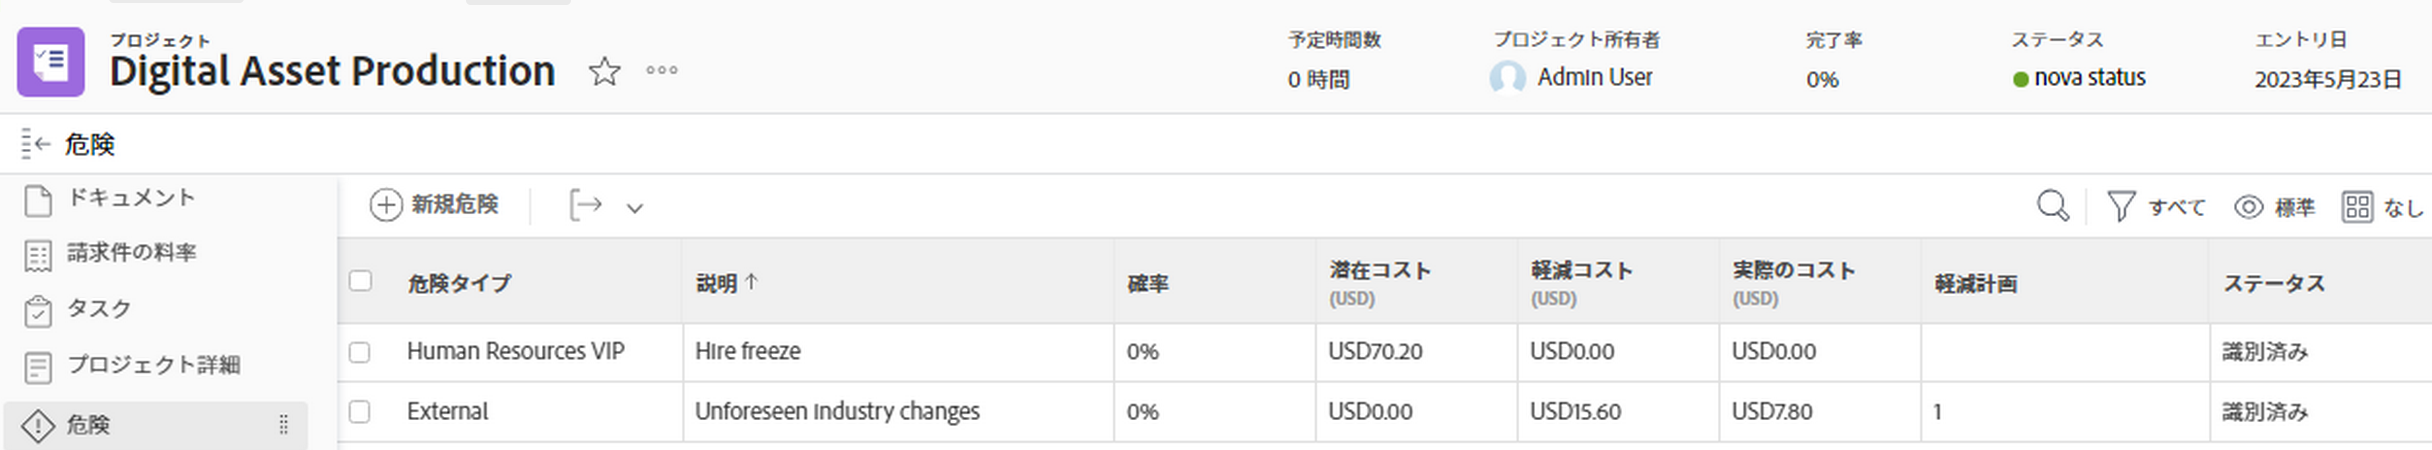 プロジェクト
Digital Asset Production
予定時間数
0 時間
プロジェクト所有者
Admin User
完了率
0%
ステータス
nova status
エントリ日
2023年5月23日
危険
ドキュメント
請求件の料率
タスク
プロジェクト詳細
危険
新規危険
すべて
標準
なし
危険タイプ 説明 ↑ 確率 潜在コスト (USD) 軽減コスト (USD) 実際のコスト (USD) 軽減計画 ステータス
Human Resources VIP Hire freeze 0% USD70.20 USD0.00 USD0.00 識別済み
External Unforeseen industry changes 0% USD0.00 USD15.60 USD7.80 1 識別済み